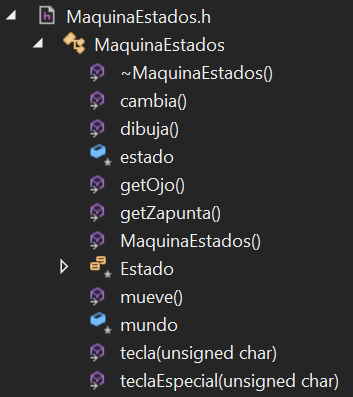 MaquinaEstados.h
MaquinaEstados
~MaquinaEstados()
cambia()
dibuja()
estado
getOjo()
getZapunta()
MaquinaEstados()
Estado
mueve()
mundo
tecla(unsigned char)
teclaEspecial(unsigned char)